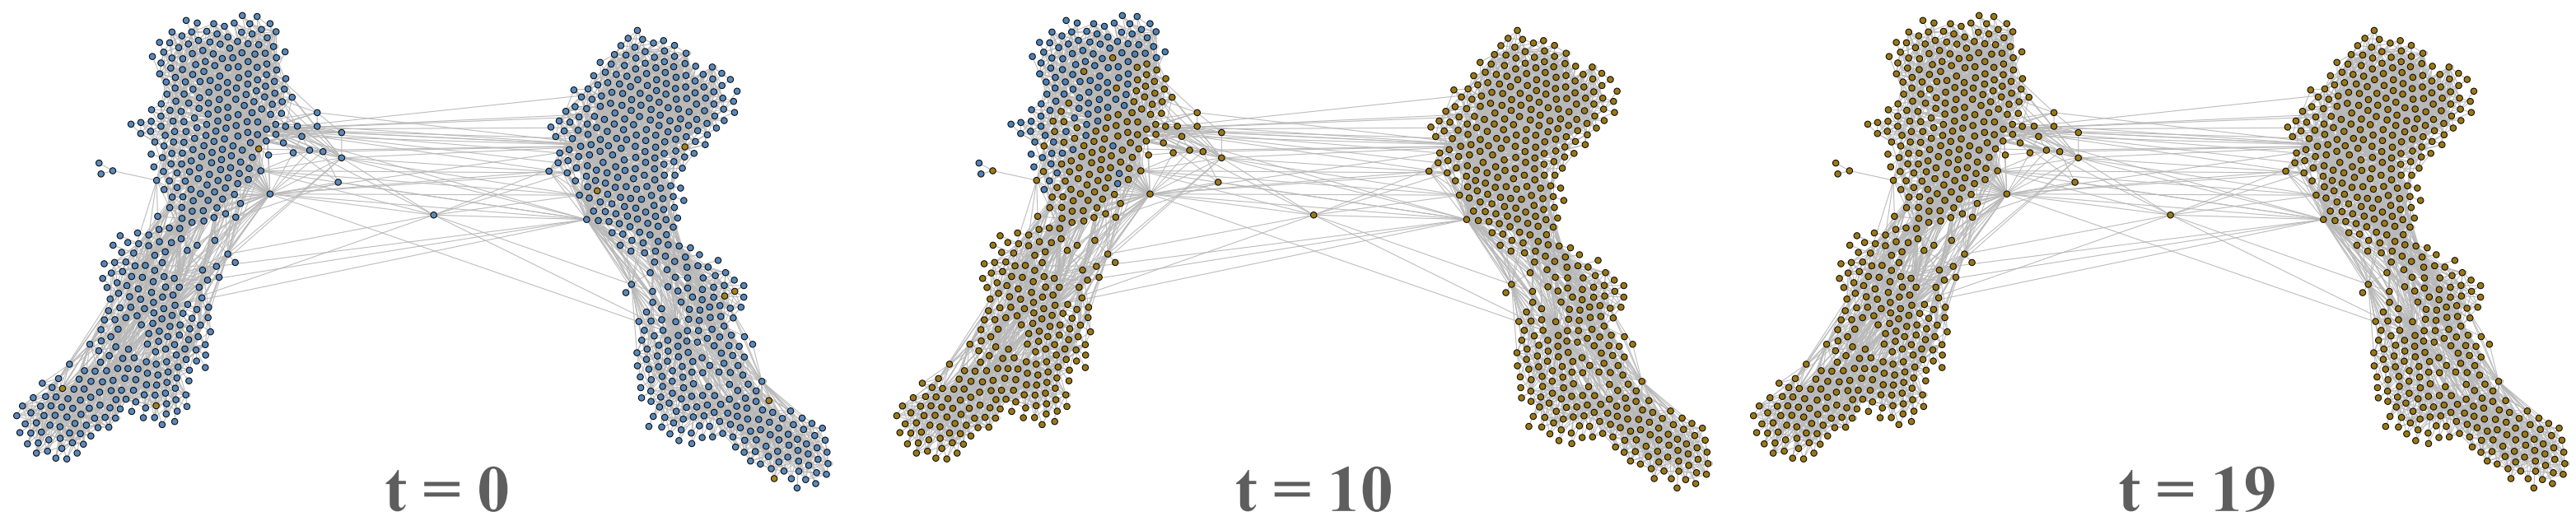 t = 0
t = 10
t = 19